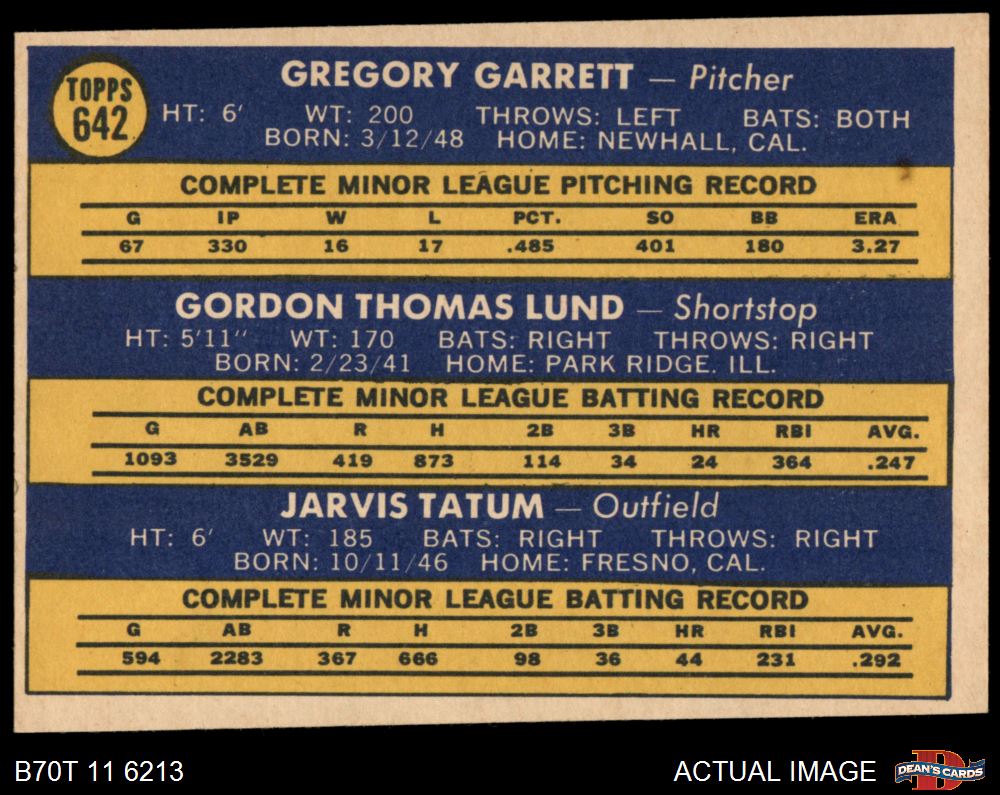 TOPPS
642
GREGORY GARRETT — Pitcher
HT: 6' WT: 200 THROWS: LEFT BATS: BOTH
BORN: 3/12/48 HOME: NEWHALL, CAL.
COMPLETE MINOR LEAGUE PITCHING RECORD
G IP W L PCT. SO BB ERA
67 330 16 17 .485 401 180 3.27
GORDON THOMAS LUND — Shortstop
HT: 5'11" WT: 170 BATS: RIGHT THROWS: RIGHT
BORN: 2/23/41 HOME: PARK RIDGE. ILL.
COMPLETE MINOR LEAGUE BATTING RECORD
G AB R H 2B 3B HR RBI AVG.
1093 3529 419 873 114 34 24 364 .247
JARVIS TATUM — Outfield
HT: 6' WT: 185 BATS: RIGHT THROWS: RIGHT
BORN: 10/11/46 HOME: FRESNO, CAL.
COMPLETE MINOR LEAGUE BATTING RECORD
G AB R H 2B 3B HR RBI AVG.
594 2283 367 666 98 36 44 231 .292
B70T 11 6213
ACTUAL IMAGE
D
DEAN'S CARDS